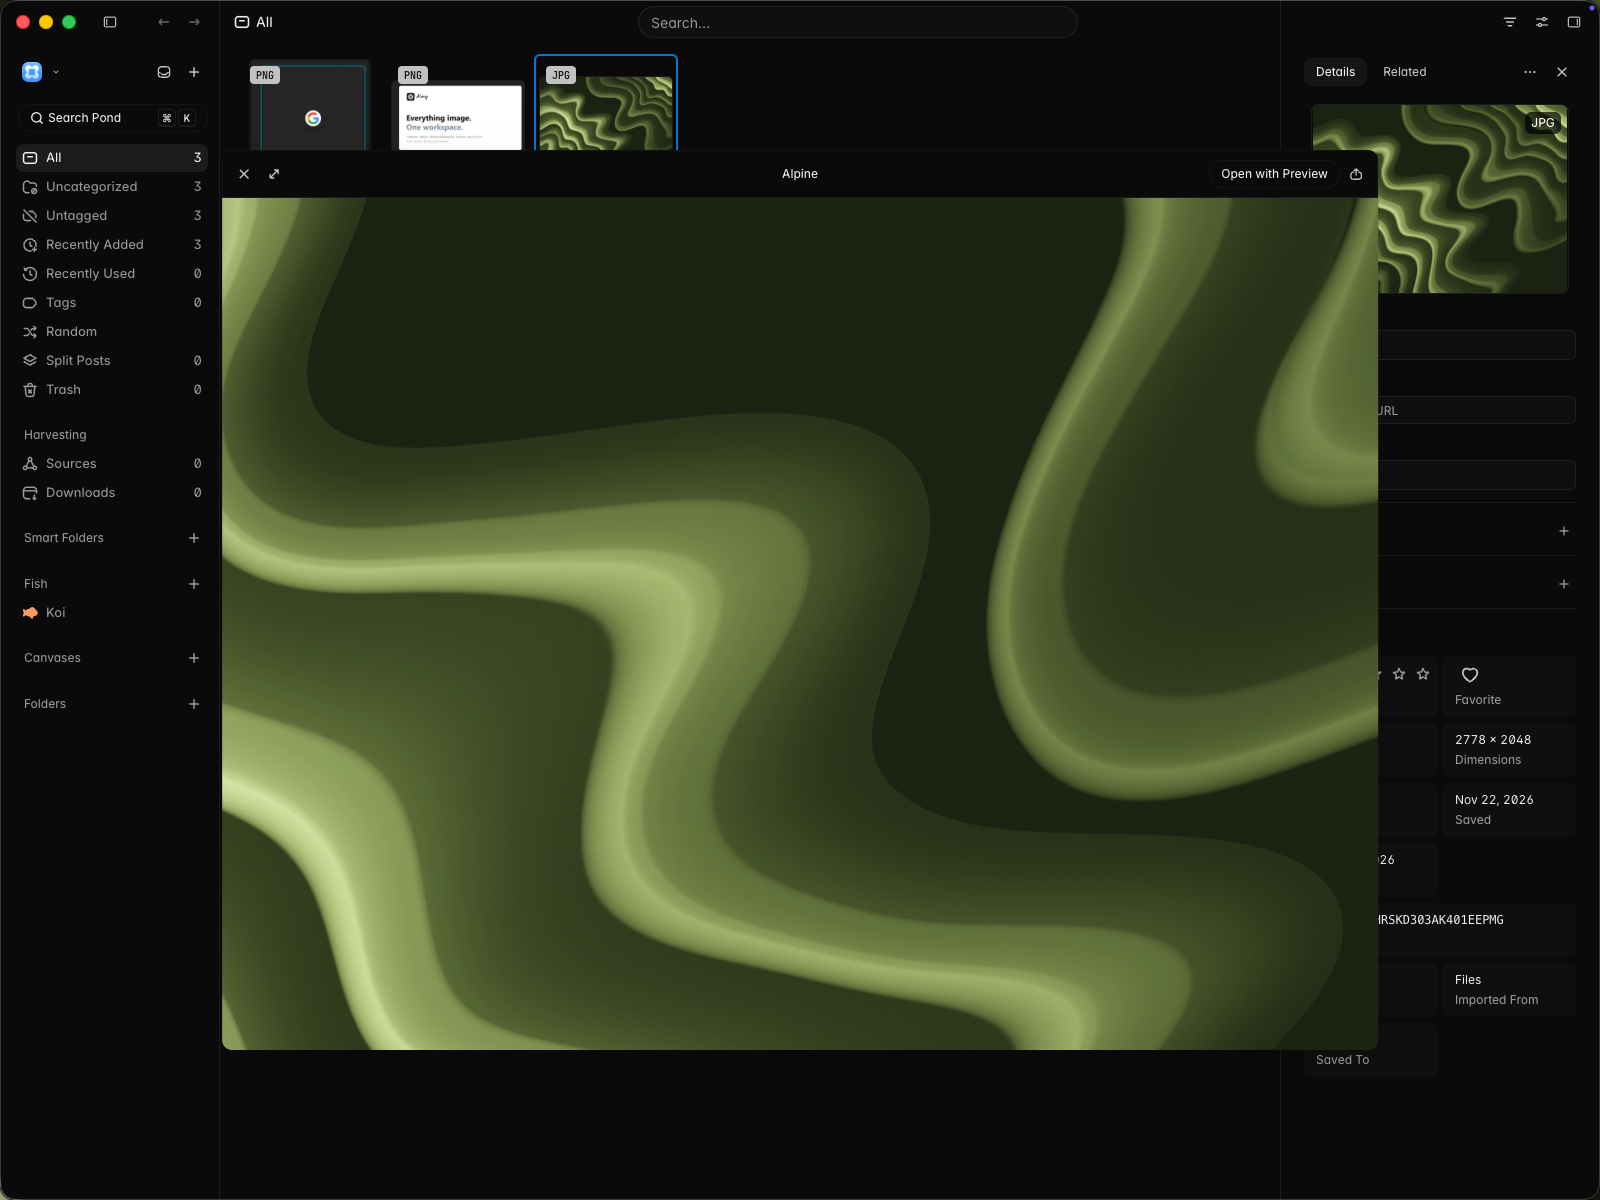 All
Search...
Search Pond
⌘ K
All 3
Uncategorized 3
Untagged 3
Recently Added 3
Recently Used 0
Tags 0
Random
Split Posts 0
Trash 0
Harvesting
Sources 0
Downloads 0
Smart Folders
Fish
Koi
Canvases
Folders
PNG
PNG
Everything image.
One workspace.
JPG
Alpine
Open with Preview
Details
Related
JPG
URL
Favorite
2778 × 2048
Dimensions
Nov 22, 2026
Saved
26
HRSKD303AK401EEPMG
Files
Imported From
Saved To